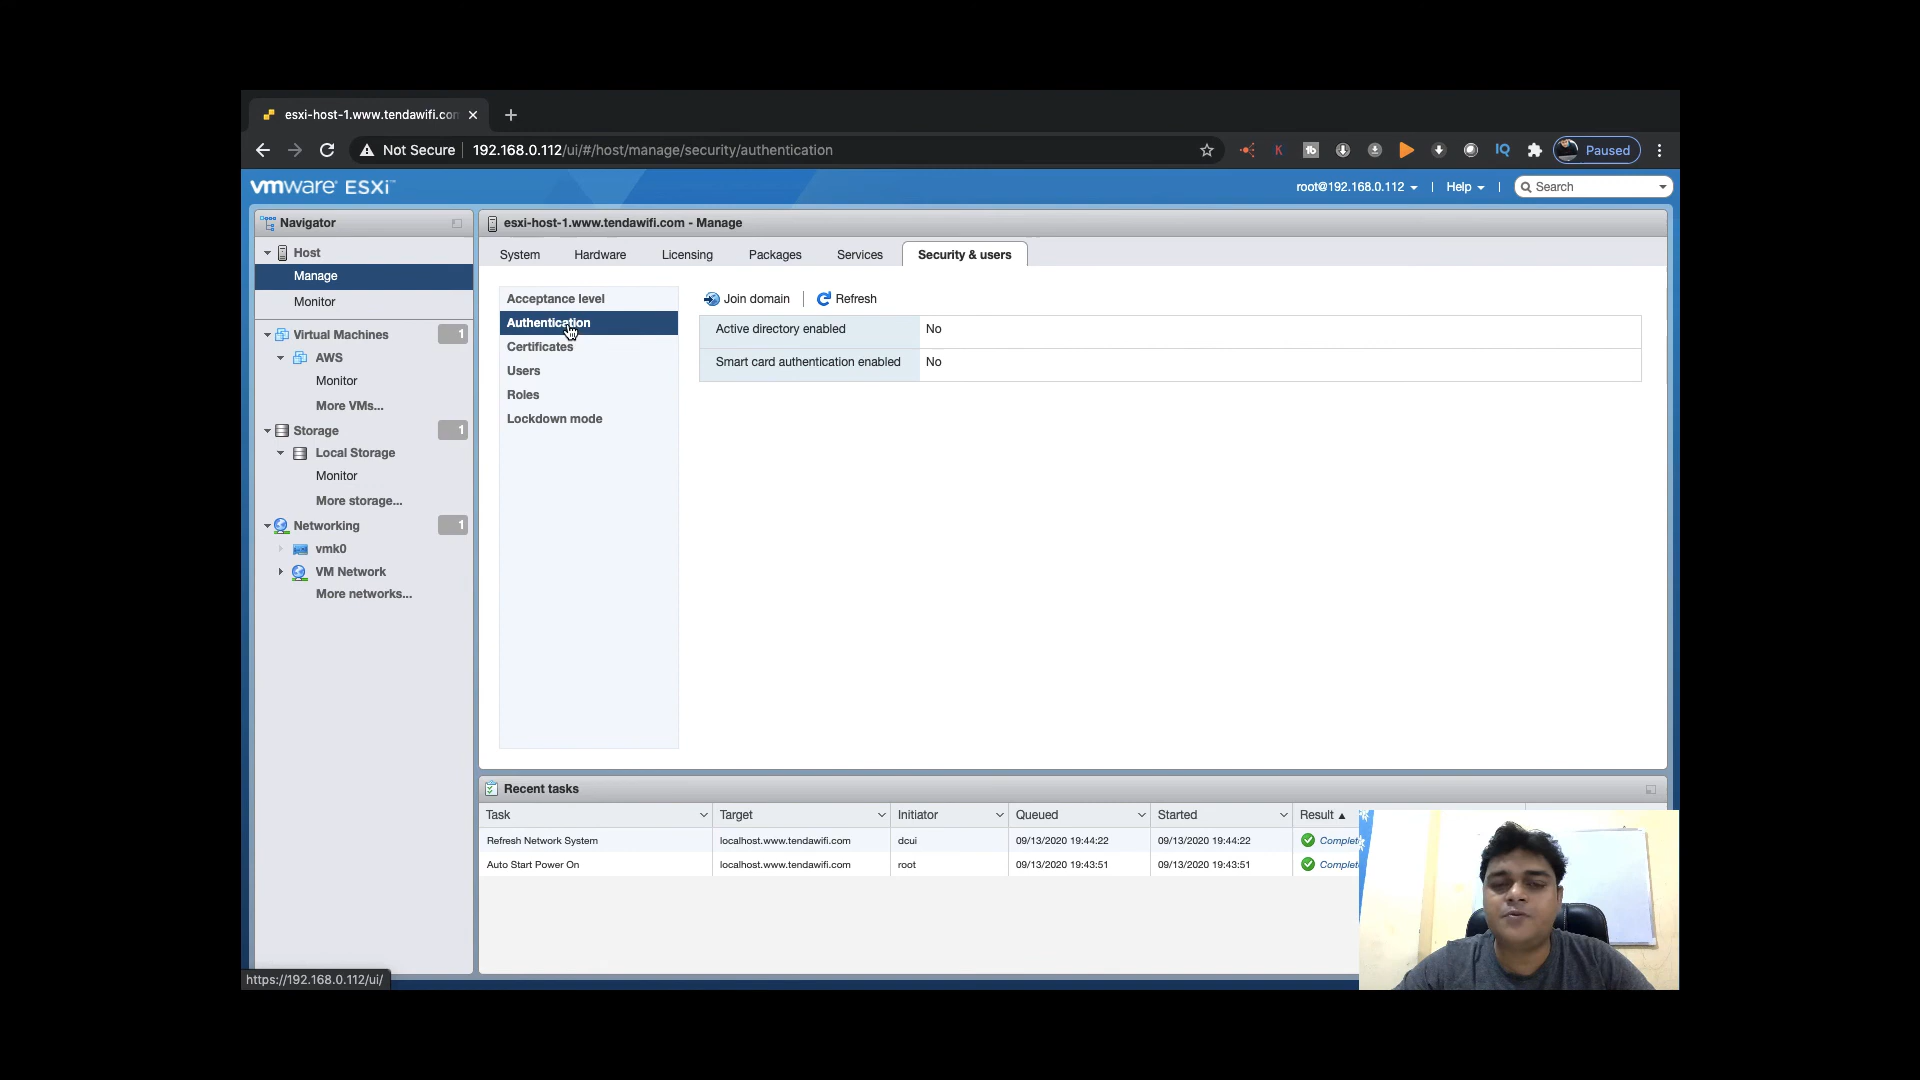 esxi-host-1.www.tendawifi.con
Not Secure 192.168.0.112/ui/#/host/manage/security/authentication
K
tb
IQ
Paused
vmware ESXi™
root@192.168.0.112 | Help | Search
Navigator
Host
Manage
Monitor
Virtual Machines 1
AWS
Monitor
More VMs...
Storage 1
Local Storage
Monitor
More storage...
Networking 1
vmk0
VM Network
More networks...
esxi-host-1.www.tendawifi.com - Manage
System Hardware Licensing Packages Services Security & users
Acceptance level
Authentication
Certificates
Users
Roles
Lockdown mode
Join domain | Refresh
Active directory enabled No
Smart card authentication enabled No
Recent tasks
Task Target Initiator Queued Started Result
Refresh Network System localhost.www.tendawifi.com dcui 09/13/2020 19:44:22 09/13/2020 19:44:22 Complet
Auto Start Power On localhost.www.tendawifi.com root 09/13/2020 19:43:51 09/13/2020 19:43:51 Complet
https://192.168.0.112/ui/